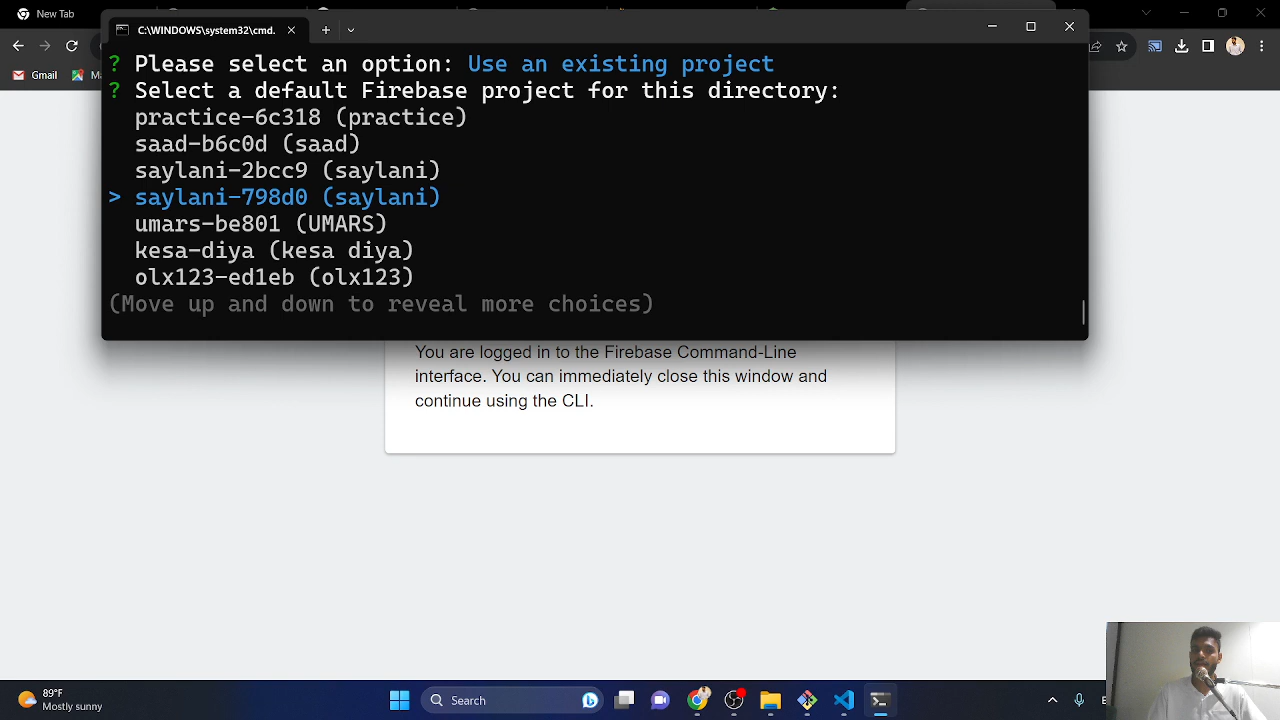 New Tab
C:\WINDOWS\system32\cmd.
Gmail
M
? Please select an option: Use an existing project
? Select a default Firebase project for this directory:
practice-6c318 (practice)
saad-b6c0d (saad)
saylani-2bcc9 (saylani)
> saylani-798d0 (saylani)
umars-be801 (UMARS)
kesa-diya (kesa diya)
olx123-ed1eb (olx123)
(Move up and down to reveal more choices)
You are logged in to the Firebase Command-Line
interface. You can immediately close this window and
continue using the CLI.
89°F
Mostly sunny
Search